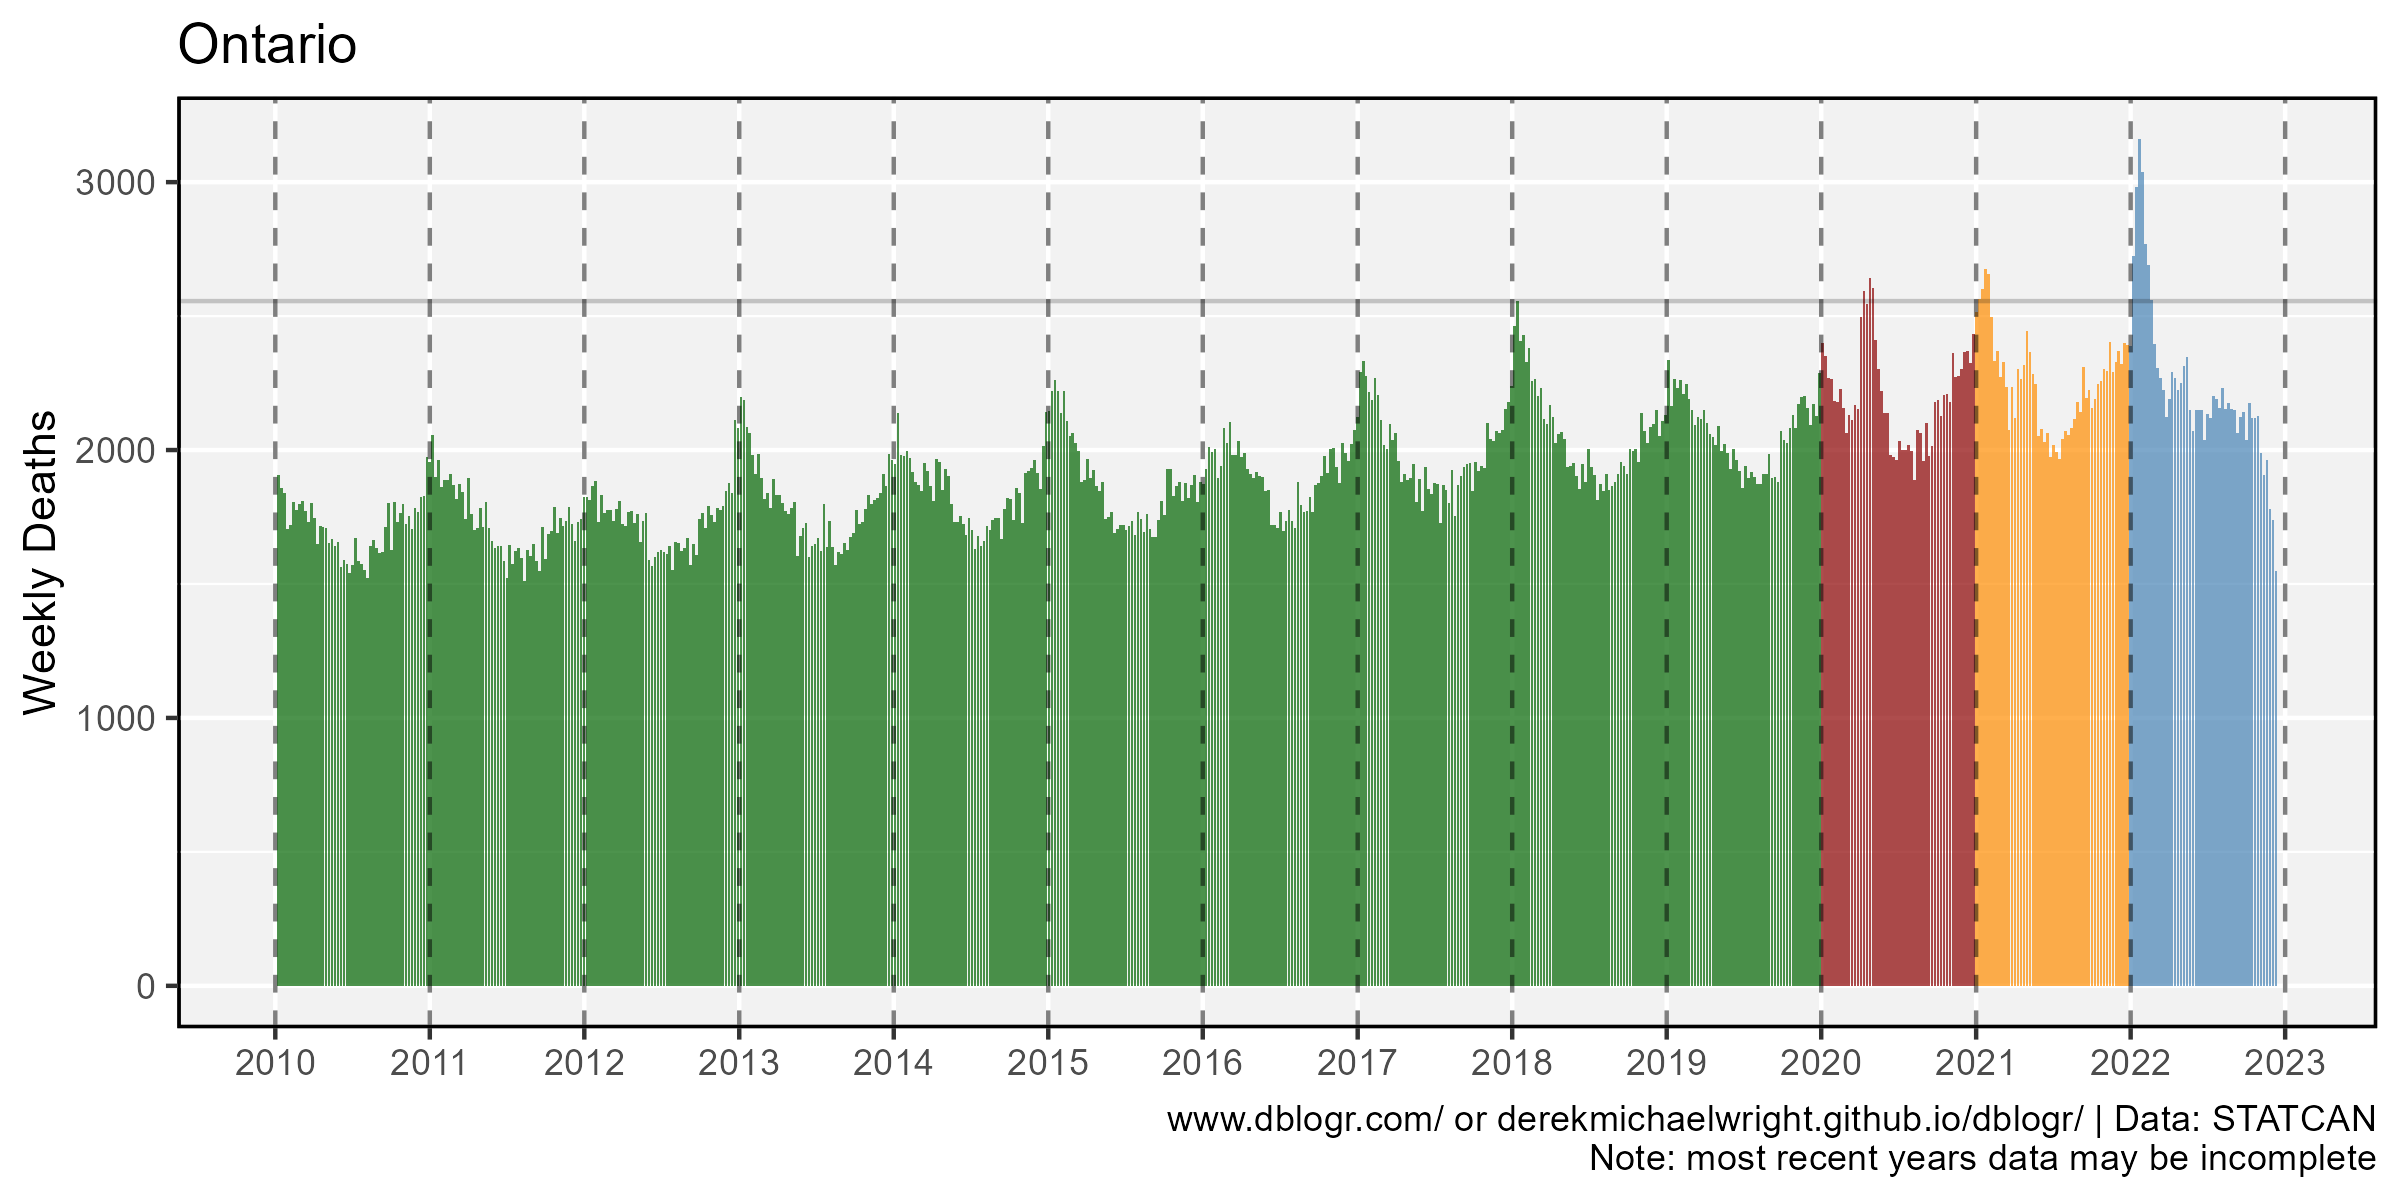 Ontario
Weekly Deaths
3000
2000
1000
0
2010 2011 2012 2013 2014 2015 2016 2017 2018 2019 2020 2021 2022 2023
www.dblogr.com/ or derekmichaelwright.github.io/dblogr/ | Data: STATCAN
Note: most recent years data may be incomplete